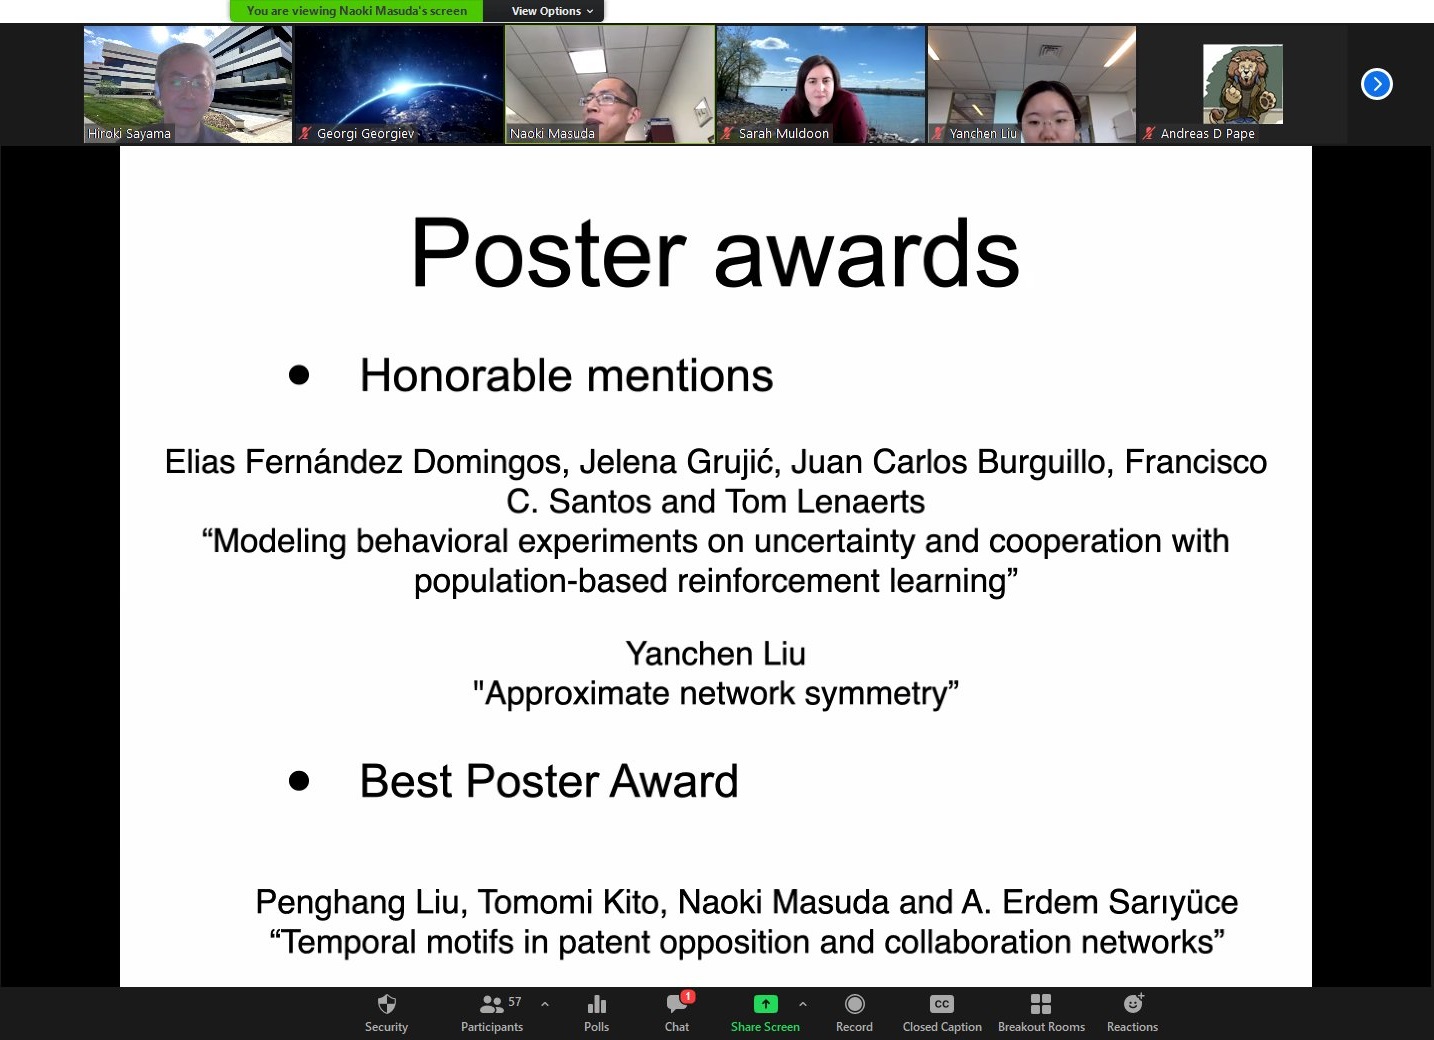 You are viewing Naoki Masuda's screen
View Options
Hiroki Sayama
Georgi Georgiev
Naoki Masuda
Sarah Muldoon
Yanchen Liu
Andreas D Pape
Poster awards
● Honorable mentions
Elias Fernández Domingos, Jelena Grujić, Juan Carlos Burguillo, Francisco
C. Santos and Tom Lenaerts
“Modeling behavioral experiments on uncertainty and cooperation with
population-based reinforcement learning”
Yanchen Liu
"Approximate network symmetry”
● Best Poster Award
Penghang Liu, Tomomi Kito, Naoki Masuda and A. Erdem Sarıyüce
“Temporal motifs in patent opposition and collaboration networks”
57
1
CC
Security
Participants
Polls
Chat
Share Screen
Record
Closed Caption
Breakout Rooms
Reactions